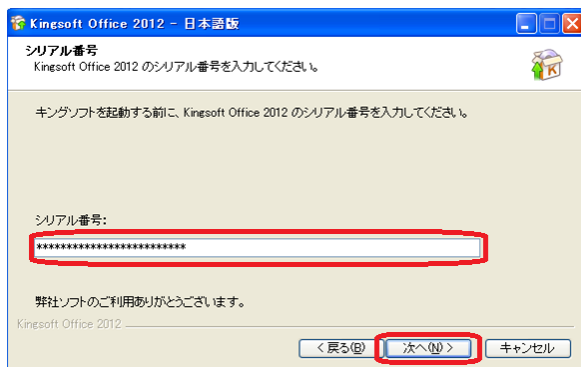 Kingsoft Office 2012 - 日本語版
シリアル番号
Kingsoft Office 2012 のシリアル番号を入力してください。
キングソフトを起動する前に、Kingsoft Office 2012 のシリアル番号を入力してください。
シリアル番号:
*************************
弊社ソフトのご利用ありがとうございます。
Kingsoft Office 2012
< 戻る(B) 次へ(N) > キャンセル